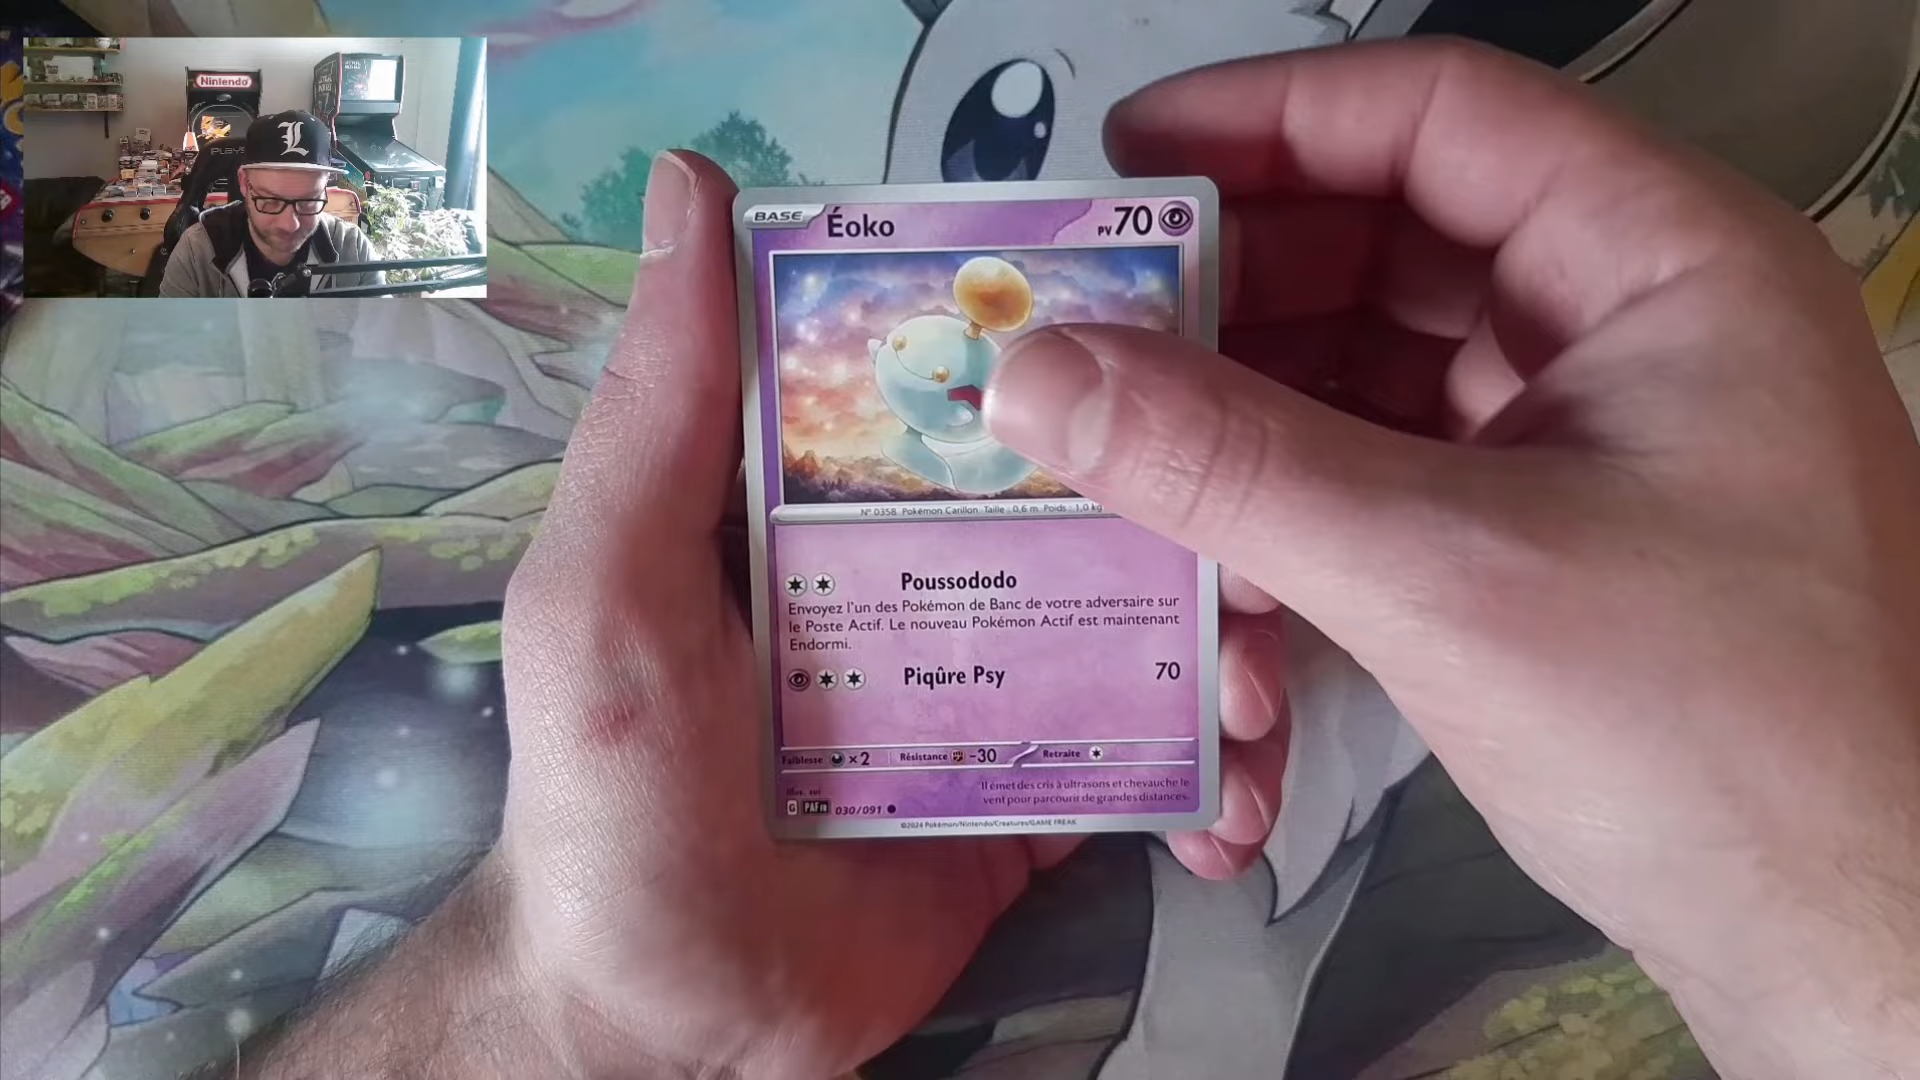 Nintendo
BASE Éoko PV 70
N° 0358 Pokémon Carillon Taille : 0,6 m Poids : 1,0 kg
Poussododo
Envoyez l'un des Pokémon de Banc de votre adversaire sur
le Poste Actif. Le nouveau Pokémon Actif est maintenant
Endormi.
Piqûre Psy 70
Faiblesse ×2 Résistance -30 Retraite
Illus. sui
Il émet des cris à ultrasons et chevauche le
vent pour parcourir de grandes distances.
G PAF FR 030/091
©2024 Pokémon/Nintendo/Creatures/GAME FREAK